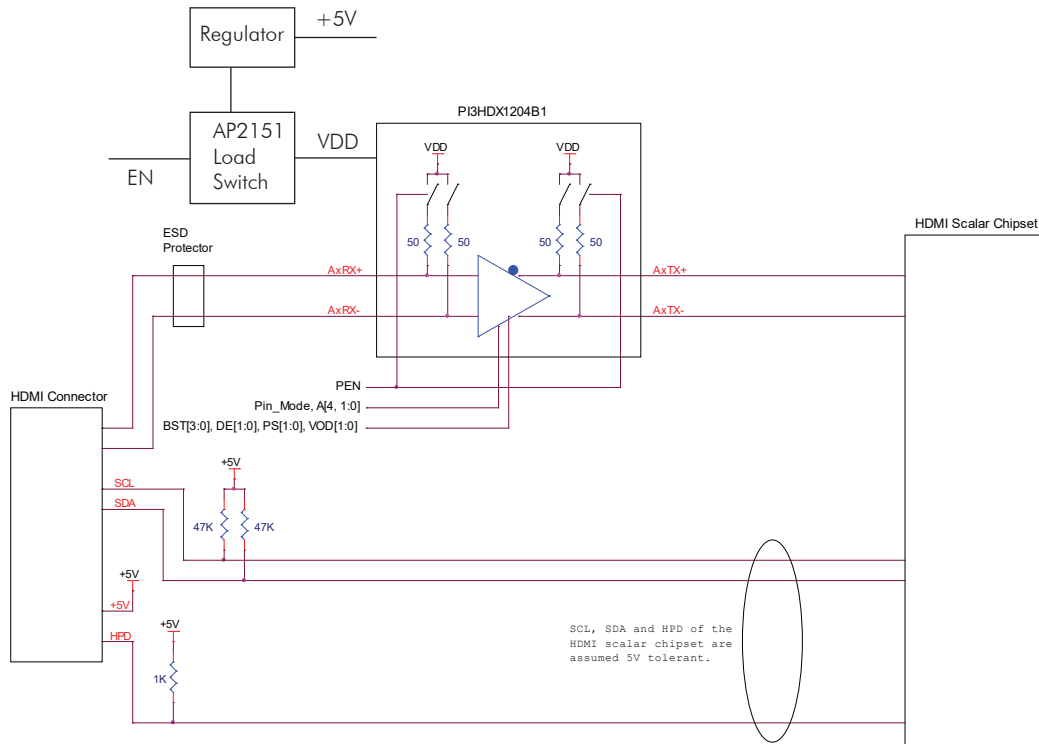 Regulator
+5V
AP2151
Load
Switch
VDD
EN
PI3HDX1204B1
VDD
VDD
50
50
50
50
ESD
Protector
AxRX+
AxRX-
AxTX+
AxTX-
HDMI Scalar Chipset
PEN
Pin_Mode, A[4, 1:0]
BST[3:0], DE[1:0], PS[1:0], VOD[1:0]
HDMI Connector
SCL
SDA
+5V
47K
47K
+5V
+5V
HPD
+5V
1K
SCL, SDA and HPD of the
HDMI scalar chipset are
assumed 5V tolerant.